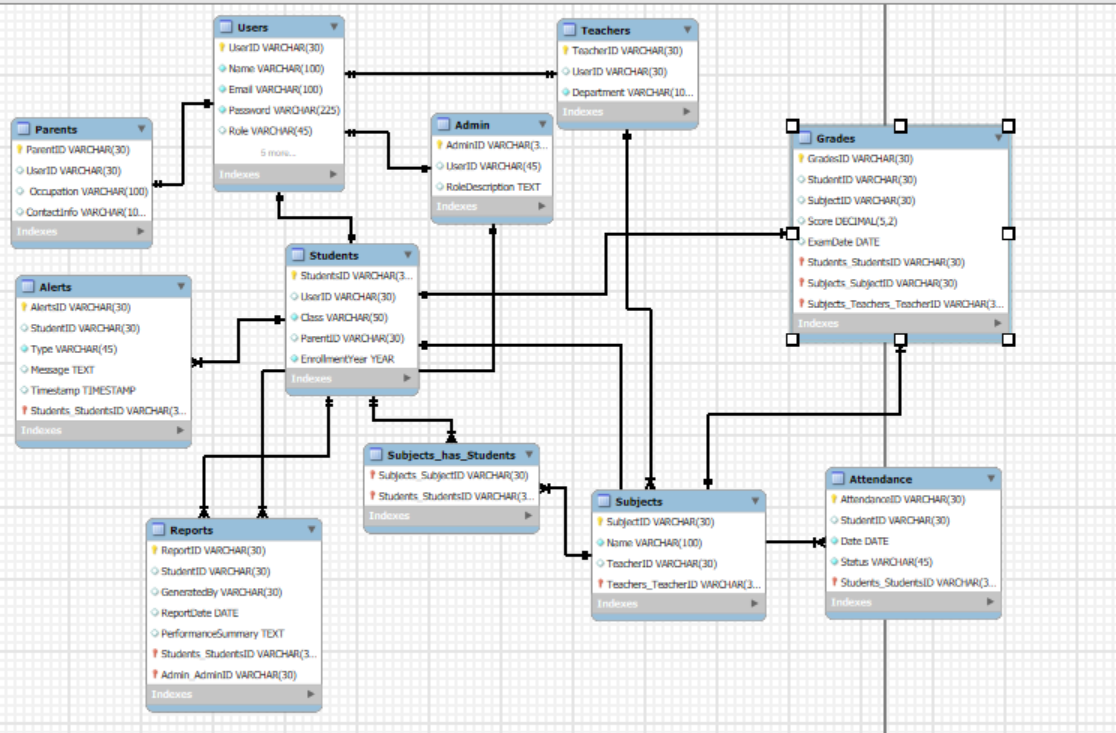 Users
UserID VARCHAR(30)
Name VARCHAR(100)
Email VARCHAR(100)
Password VARCHAR(225)
Role VARCHAR(45)
5 more...
Indexes
Teachers
TeacherID VARCHAR(30)
UserID VARCHAR(30)
Department VARCHAR(10...
Indexes
Parents
ParentID VARCHAR(30)
UserID VARCHAR(30)
Occupation VARCHAR(100)
ContactInfo VARCHAR(10...
Indexes
Admin
AdminID VARCHAR(3...
UserID VARCHAR(45)
RoleDescription TEXT
Indexes
Grades
GradesID VARCHAR(30)
StudentID VARCHAR(30)
SubjectID VARCHAR(30)
Score DECIMAL(5,2)
ExamDate DATE
Students_StudentsID VARCHAR(30)
Subjects_SubjectID VARCHAR(30)
Subjects_Teachers_TeacherID VARCHAR(3...
Indexes
Students
StudentsID VARCHAR(3...
UserID VARCHAR(30)
Class VARCHAR(50)
ParentID VARCHAR(30)
EnrollmentYear YEAR
Indexes
Alerts
AlertsID VARCHAR(30)
StudentID VARCHAR(30)
Type VARCHAR(45)
Message TEXT
Timestamp TIMESTAMP
Students_StudentsID VARCHAR(3...
Indexes
Subjects_has_Students
Subjects_SubjectID VARCHAR(30)
Students_StudentsID VARCHAR(3...
Indexes
Subjects
SubjectID VARCHAR(30)
Name VARCHAR(100)
TeacherID VARCHAR(30)
Teachers_TeacherID VARCHAR(3...
Indexes
Attendance
AttendanceID VARCHAR(30)
StudentID VARCHAR(30)
Date DATE
Status VARCHAR(45)
Students_StudentsID VARCHAR(3...
Indexes
Reports
ReportID VARCHAR(30)
StudentID VARCHAR(30)
GeneratedBy VARCHAR(30)
ReportDate DATE
PerformanceSummary TEXT
Students_StudentsID VARCHAR(3...
Admin_AdminID VARCHAR(30)
Indexes